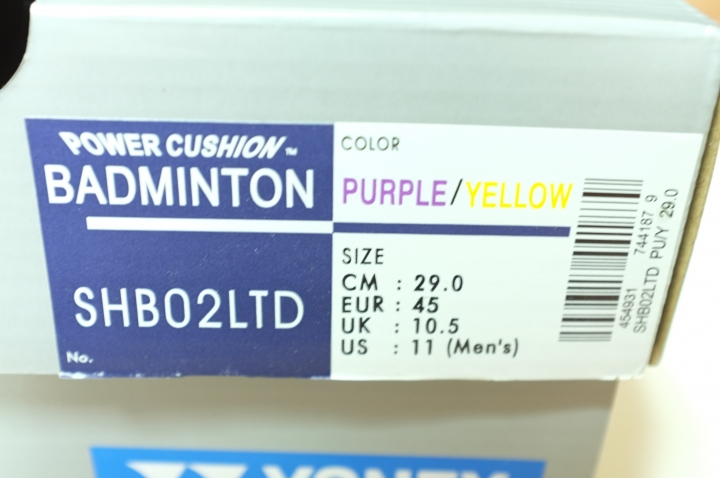 POWER CUSHION™
BADMINTON
SHB02LTD
No.
COLOR
PURPLE/YELLOW
SIZE
CM : 29.0
EUR : 45
UK : 10.5
US : 11 (Men's)
454931 744187 9
SHB02LTD PU/Y 29.0
YONEX